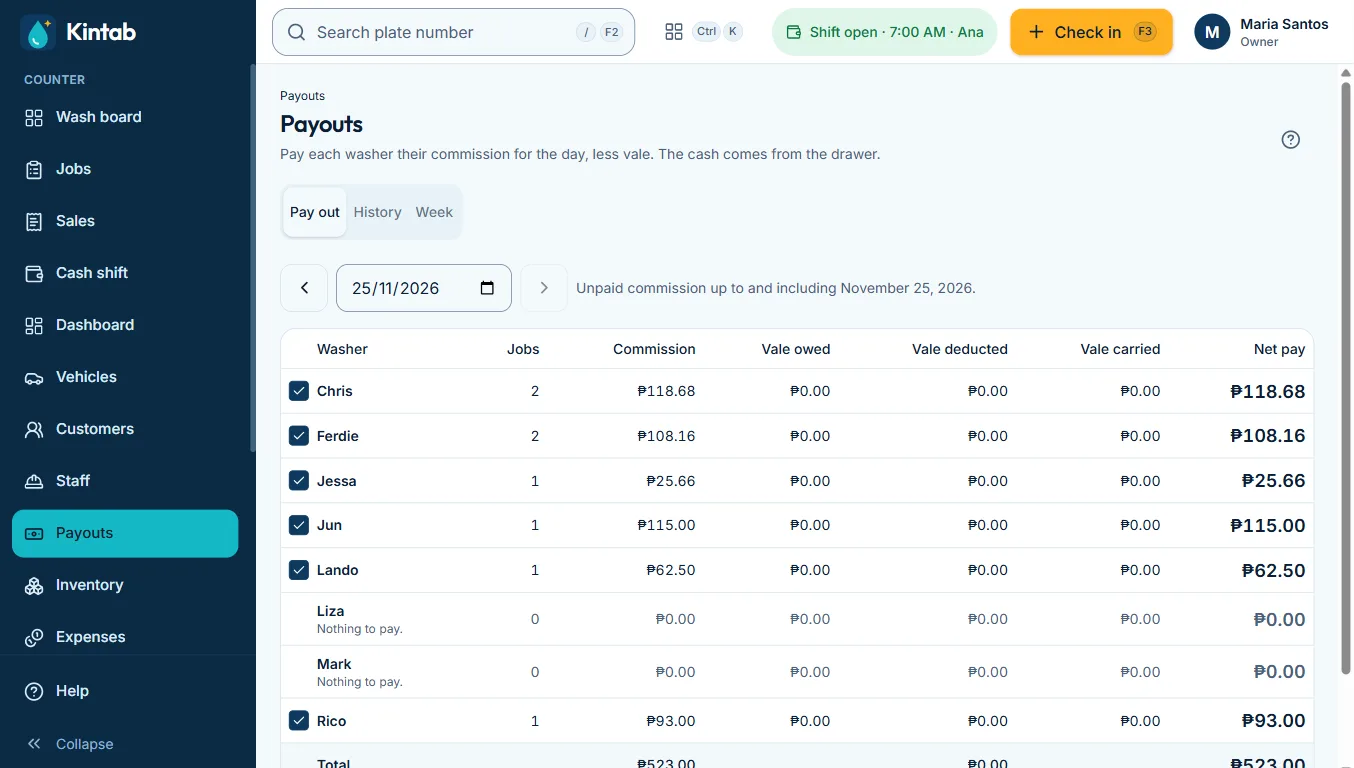 Kintab
Search plate number / F2
Ctrl K
Shift open · 7:00 AM · Ana
Check in F3
M
Maria Santos
Owner
COUNTER
Wash board
Jobs
Sales
Cash shift
Dashboard
Vehicles
Customers
Staff
Payouts
Inventory
Expenses
Help
Collapse
Payouts
Payouts
Pay each washer their commission for the day, less vale. The cash comes from the drawer.
Pay out History Week
25/11/2026
Unpaid commission up to and including November 25, 2026.
Washer Jobs Commission Vale owed Vale deducted Vale carried Net pay
Chris 2 ₱118.68 ₱0.00 ₱0.00 ₱0.00 ₱118.68
Ferdie 2 ₱108.16 ₱0.00 ₱0.00 ₱0.00 ₱108.16
Jessa 1 ₱25.66 ₱0.00 ₱0.00 ₱0.00 ₱25.66
Jun 1 ₱115.00 ₱0.00 ₱0.00 ₱0.00 ₱115.00
Lando 1 ₱62.50 ₱0.00 ₱0.00 ₱0.00 ₱62.50
Liza 0 ₱0.00 ₱0.00 ₱0.00 ₱0.00 ₱0.00
Nothing to pay.
Mark 0 ₱0.00 ₱0.00 ₱0.00 ₱0.00 ₱0.00
Nothing to pay.
Rico 1 ₱93.00 ₱0.00 ₱0.00 ₱0.00 ₱93.00
Total ₱523.00 ₱0.00 ₱523.00